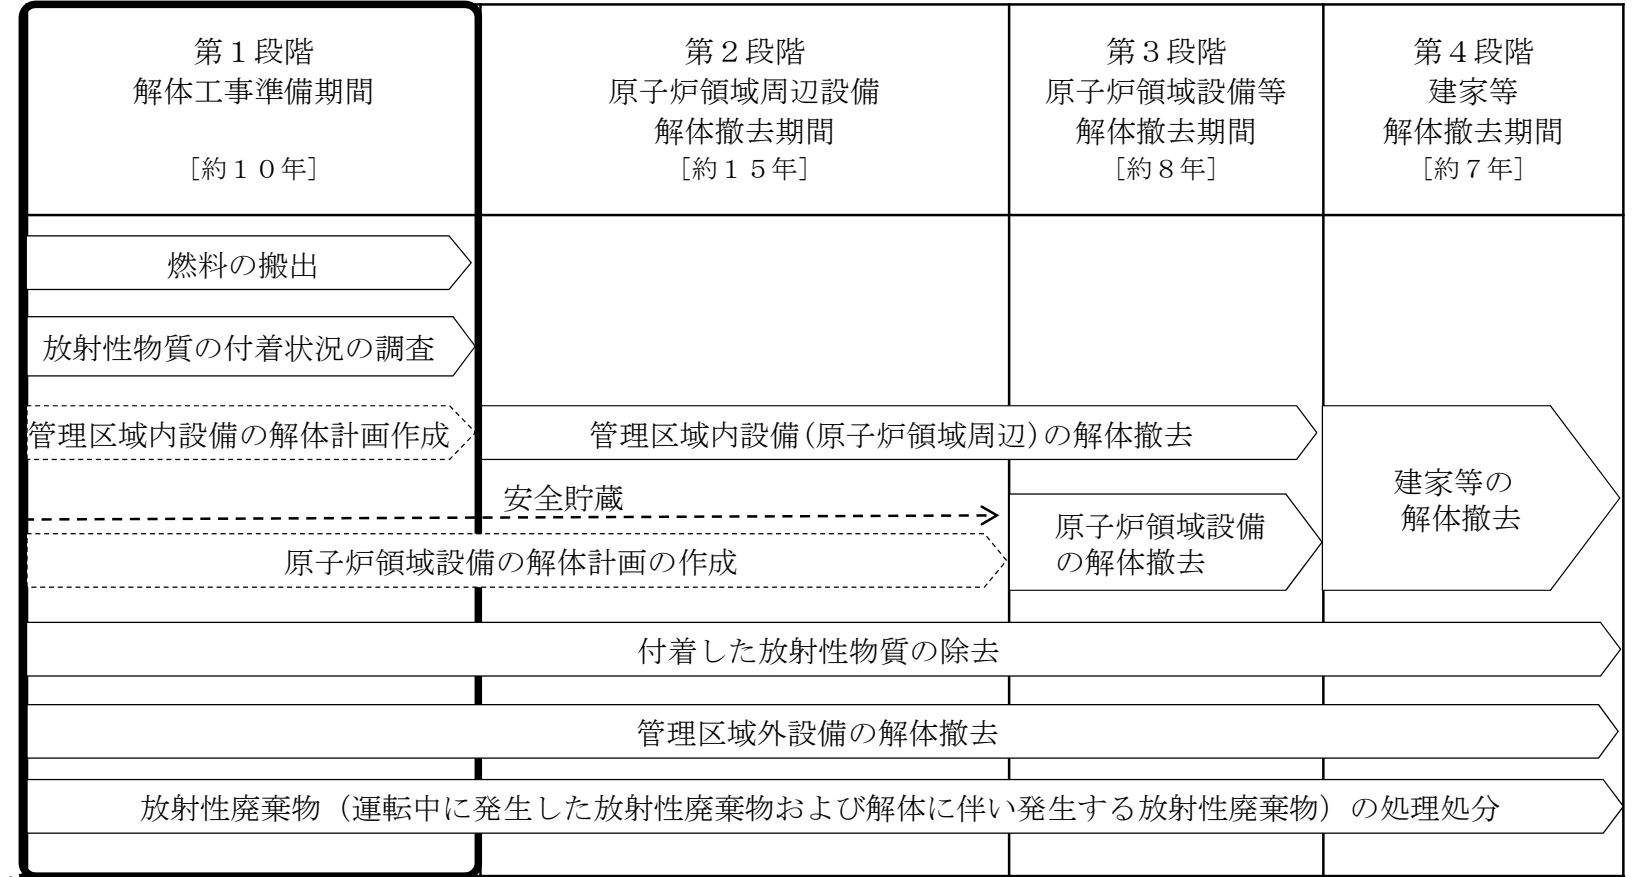 第１段階
解体工事準備期間
［約１０年］
第２段階
原子炉領域周辺設備
解体撤去期間
［約１５年］
第３段階
原子炉領域設備等
解体撤去期間
［約８年］
第４段階
建家等
解体撤去期間
［約７年］
燃料の搬出
放射性物質の付着状況の調査
管理区域内設備の解体計画作成
管理区域内設備(原子炉領域周辺)の解体撤去
安全貯蔵
原子炉領域設備の解体計画の作成
原子炉領域設備
の解体撤去
建家等の
解体撤去
付着した放射性物質の除去
管理区域外設備の解体撤去
放射性廃棄物（運転中に発生した放射性廃棄物および解体に伴い発生する放射性廃棄物）の処理処分